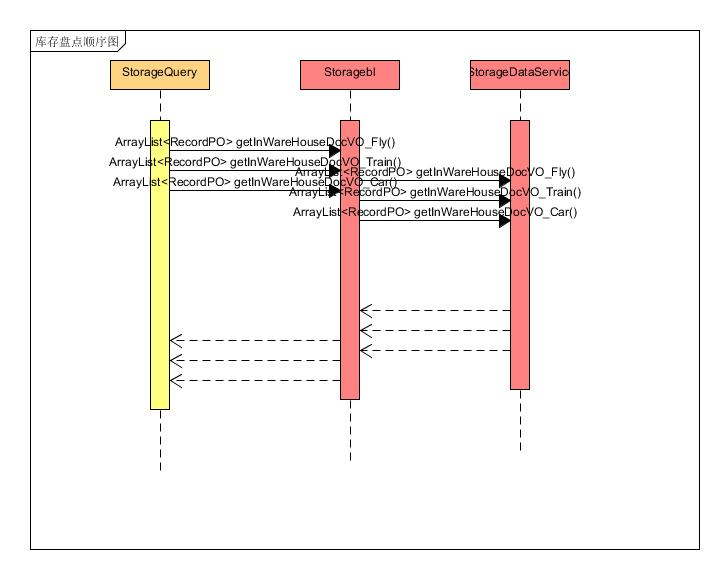 库存盘点顺序图
StorageQuery
Storagebl
StorageDataService
ArrayList<RecordPO> getInWareHouseDocVO_Fly()
ArrayList<RecordPO> getInWareHouseDocVO_Train()
ArrayList<RecordPO> getInWareHouseDocVO_Car()
ArrayList<RecordPO> getInWareHouseDocVO_Fly()
ArrayList<RecordPO> getInWareHouseDocVO_Train()
ArrayList<RecordPO> getInWareHouseDocVO_Car()